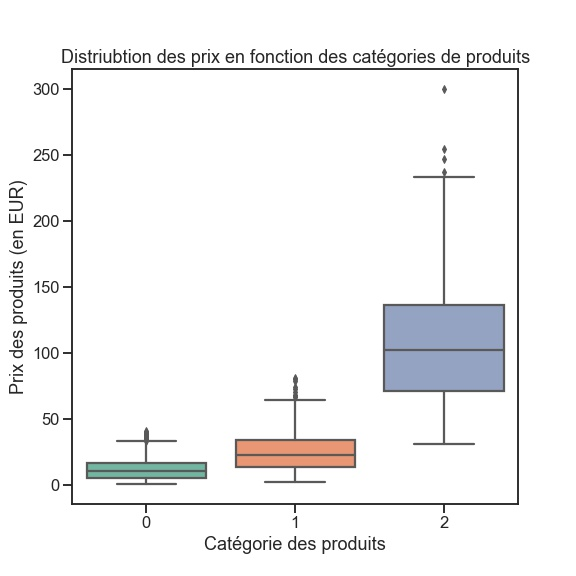 Distriubtion des prix en fonction des catégories de produits
Prix des produits (en EUR)
300
250
200
150
100
50
0
0 1 2
Catégorie des produits